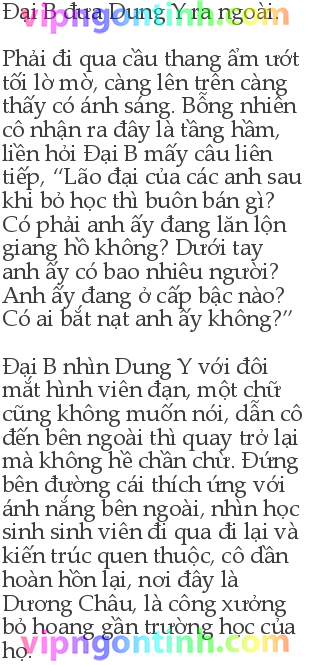 Đại B đưa Dung Y ra ngoài.
vipngontinh.com
Phải đi qua cầu thang ẩm ướt
tối lờ mờ, càng lên trên càng
thấy có ánh sáng. Bỗng nhiên
cô nhận ra đây là tầng hầm,
liền hỏi Đại B mấy câu liên
tiếp, “Lão đại của các anh sau
khi bỏ học thì buôn bán gì?
Có phải anh ấy đang lăn lộn
giang hồ không? Dưới tay
anh ấy có bao nhiêu người?
Anh ấy đang ở cấp bậc nào?
Có ai bắt nạt anh ấy không?”
Đại B nhìn Dung Y với đôi
mắt hình viên đạn, một chữ
cũng không muốn nói, dẫn cô
đến bên ngoài thì quay trở lại
mà không hề chần chừ. Đứng
bên đường cái thích ứng với
ánh nắng bên ngoài, nhìn học
sinh sinh viên đi qua đi lại và
kiến trúc quen thuộc, cô dần
hoàn hồn lại, nơi đây là
Dương Châu, là công xưởng
bỏ hoang gần trường học của
họ.
vipngontinh.com